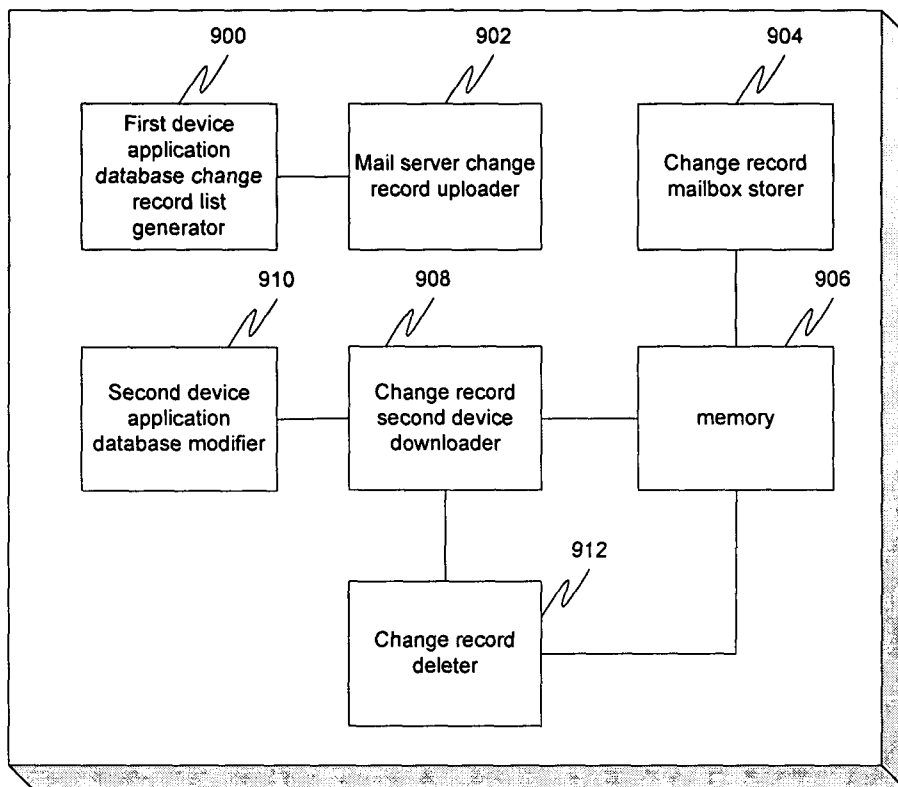 900
902
904
First device
application
database change
record list
generator
Mail server change
record uploader
Change record
mailbox storer
910
908
906
Second device
application
database modifier
Change record
second device
downloader
memory
912
Change record
deleter